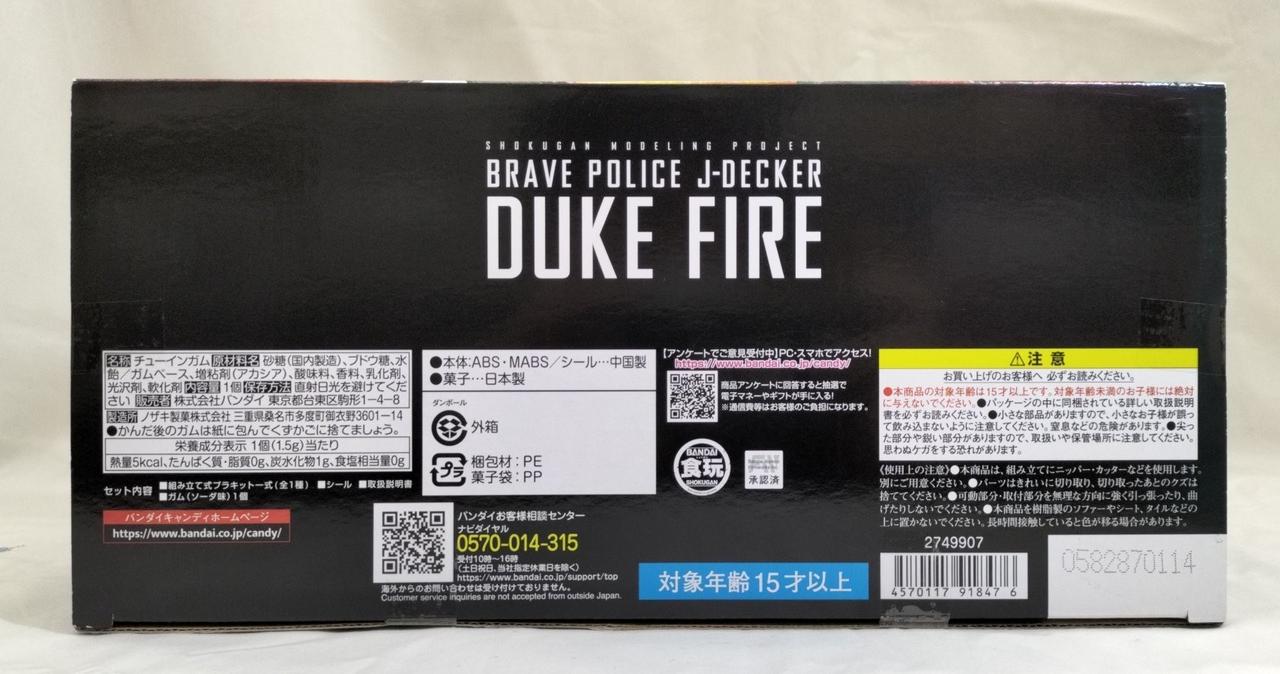 SHOKUGAN MODELING PROJECT
BRAVE POLICE J-DECKER
DUKE FIRE
名称 チューインガム 原材料名 砂糖(国内製造)、ブドウ糖、水
飴/ガムベース、増粘剤(アカシア)、酸味料、香料、乳化剤、
光沢剤、軟化剤 内容量 1個 保存方法 直射日光を避けてくだ
さい 販売者 株式会社バンダイ 東京都台東区駒形1-4-8
製造所 ノザキ製菓株式会社 三重県桑名市多度町御衣野3601-14
●かんだ後のガムは紙に包んでくずかごに捨てましょう。
栄養成分表示 1個(1.5g)当たり
熱量5kcal、たんぱく質・脂質0g、炭水化物1g、食塩相当量0g
セット内容 ■組み立て式プラキット一式(全1種) ■シール ■取扱説明書
■ガム(ソーダ味)1個
バンダイキャンディホームページ
https://www.bandai.co.jp/candy/
●本体:ABS・MABS/シール…中国製
●菓子…日本製
ダンボール
外箱
プラ
梱包材:PE
菓子袋:PP
バンダイお客様相談センター
ナビダイヤル
0570-014-315
受付10時〜16時
(土日祝日、当社指定休業日を除く)
https://www.bandai.co.jp/support/top
海外からのお問い合わせは受け付けておりません。
Customer service inquiries are not accepted from outside Japan.
【アンケートでご意見受付中】PC・スマホでアクセス!
https://www.bandai.co.jp/candy/
商品アンケートに回答すると抽選で
電子マネーやギフトが手に入る!
※通信費等はお客様のご負担になります。
BANDAI
食玩
SHOKUGAN
承認済
対象年齢15才以上
⚠注意
お買い上げのお客様へ 必ずお読みください。
●本商品の対象年齢は15才以上です。対象年齢未満のお子様には絶対
に与えないでください。●パッケージの中に同梱されている詳しい取扱説明
書を必ずお読みください。●小さな部品がありますので、小さなお子様が誤っ
て飲み込まないように注意してください。窒息などの危険があります。●尖っ
た部分や鋭い部分がありますので、取扱いや保管場所に注意してください。
思わぬケガをする恐れがあります。
《使用上の注意》●本商品は、組み立てにニッパー・カッターなどを使用します。
別にご用意ください。●パーツはきれいに切り取り、切り取ったあとのクズは
捨ててください。●可動部分・取付部分を無理な方向に強く引っ張ったり、曲
げたりしないでください。●本商品を樹脂製のソファーやシート、タイルなどの
上に置かないでください。長時間接触していると色が移る場合があります。
2749907
4570117 91847 6
0582870114